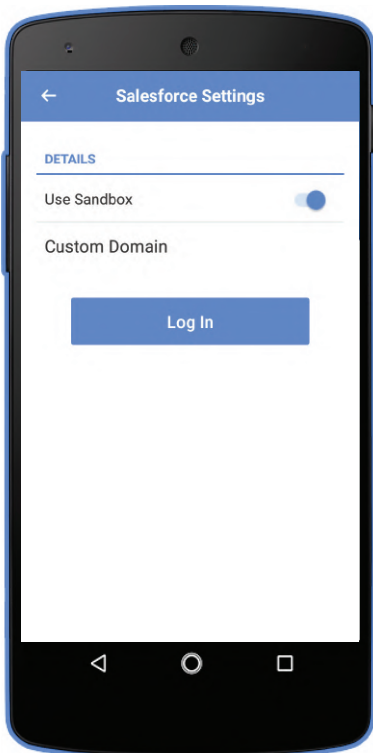 Salesforce Settings
DETAILS
Use Sandbox
Custom Domain
Log In